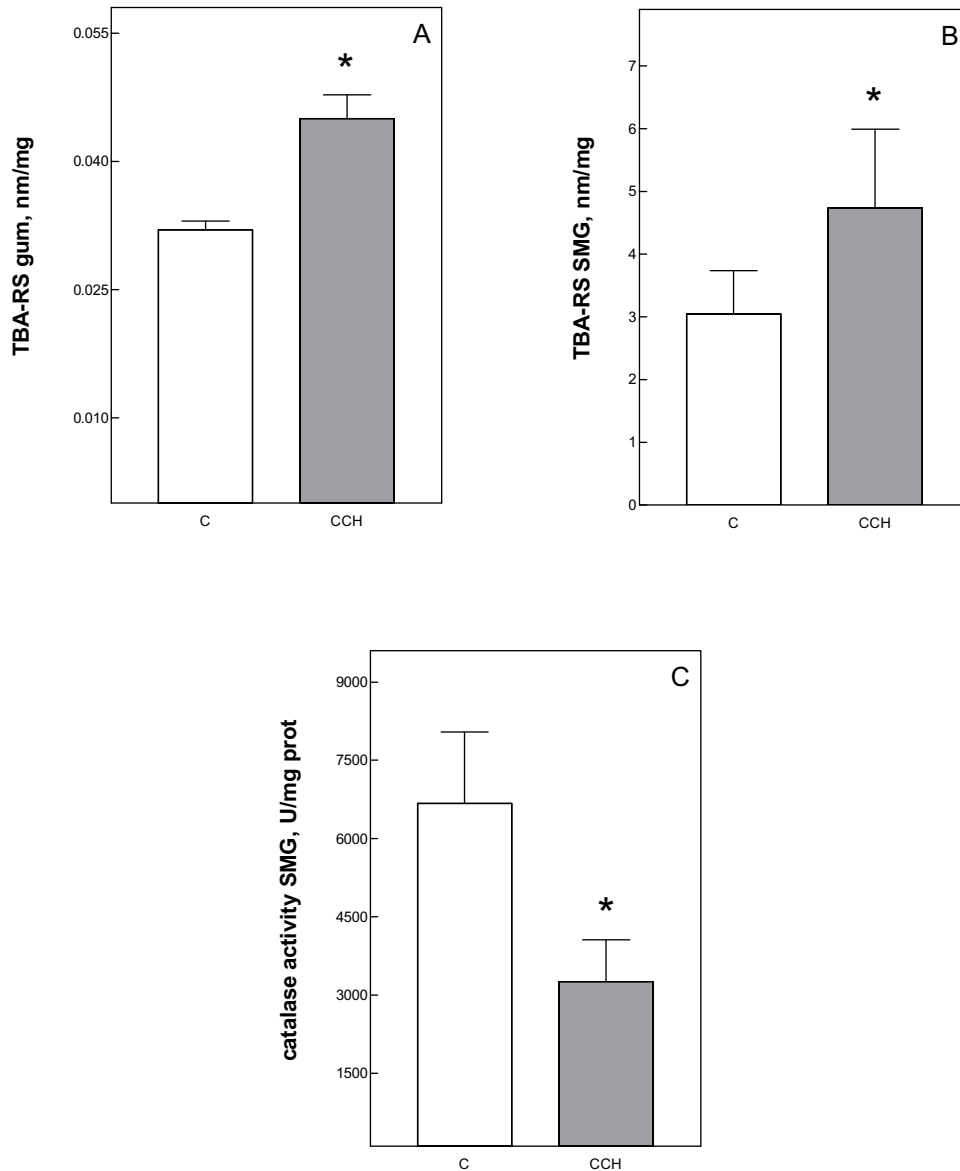 A
TBA-RS gum, nm/mg
0.055
0.040
0.025
0.010
*
C
CCH
B
TBA-RS SMG, nm/mg
7
6
5
4
3
2
1
0
*
C
CCH
C
catalase activity SMG, U/mg prot
9000
7500
6000
4500
3000
1500
*
C
CCH